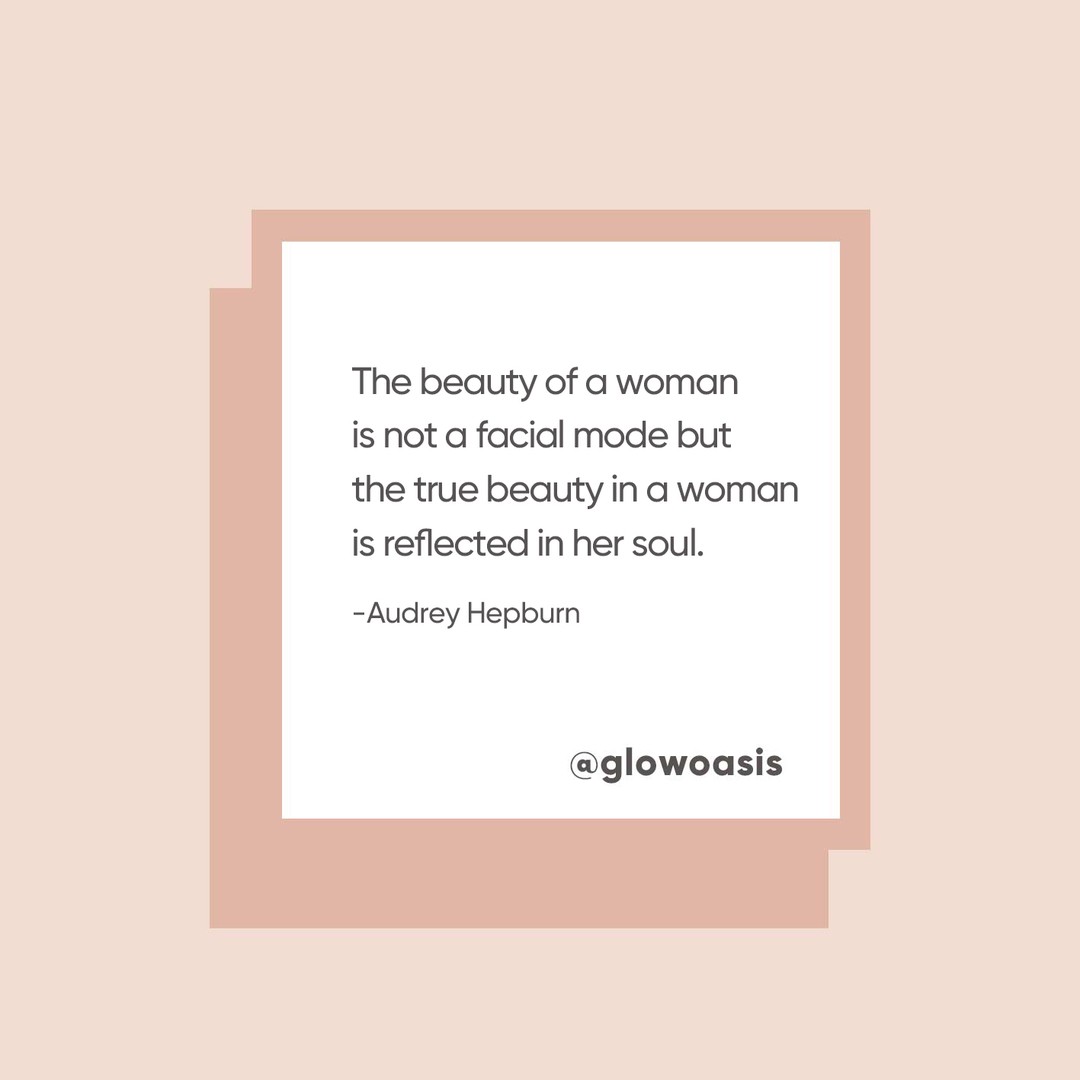 The beauty of a woman
is not a facial mode but
the true beauty in a woman
is reflected in her soul.
-Audrey Hepburn
@glowoasis